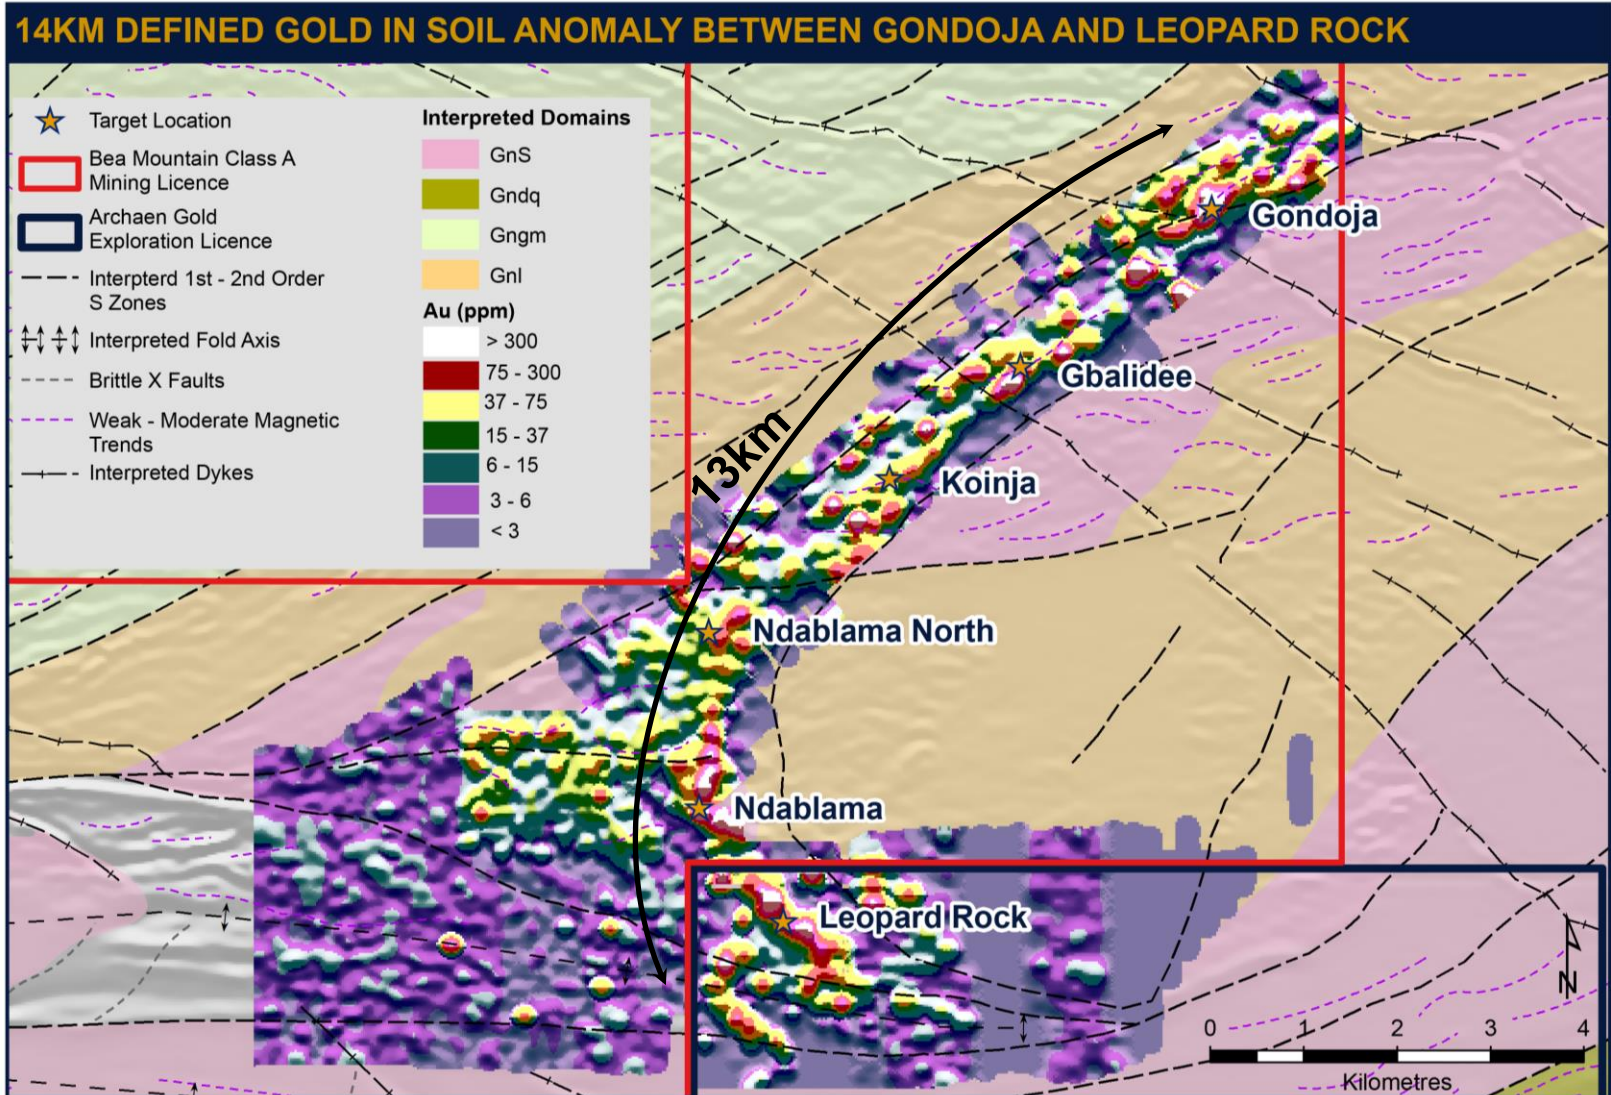 14KM DEFINED GOLD IN SOIL ANOMALY BETWEEN GONDOJA AND LEOPARD ROCK
Target Location
Bea Mountain Class A
Mining Licence
Archaen Gold
Exploration Licence
Interpterd 1st - 2nd Order
S Zones
Interpreted Fold Axis
Brittle X Faults
Weak - Moderate Magnetic
Trends
Interpreted Dykes
Interpreted Domains
GnS
Gndq
Gngm
Gnl
Au (ppm)
> 300
75 - 300
37 - 75
15 - 37
6 - 15
3 - 6
< 3
13km
Gondoja
Gbalidee
Koinja
Ndablama North
Ndablama
Leopard Rock
N
0 1 2 3 4
Kilometres